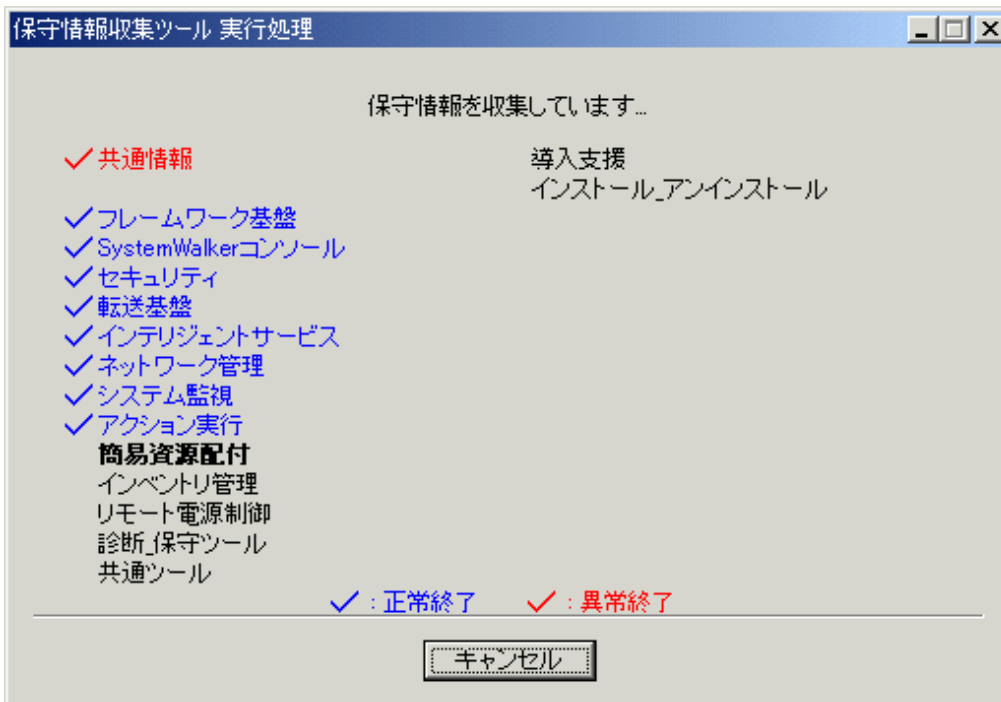 保守情報収集ツール 実行処理
保守情報を収集しています...
✓共通情報
✓フレームワーク基盤
✓SystemWalkerコンソール
✓セキュリティ
✓転送基盤
✓インテリジェントサービス
✓ネットワーク管理
✓システム監視
✓アクション実行
簡易資源配付
インベントリ管理
リモート電源制御
診断_保守ツール
共通ツール
導入支援
インストール_アンインストール
✓：正常終了 ✓：異常終了
キャンセル